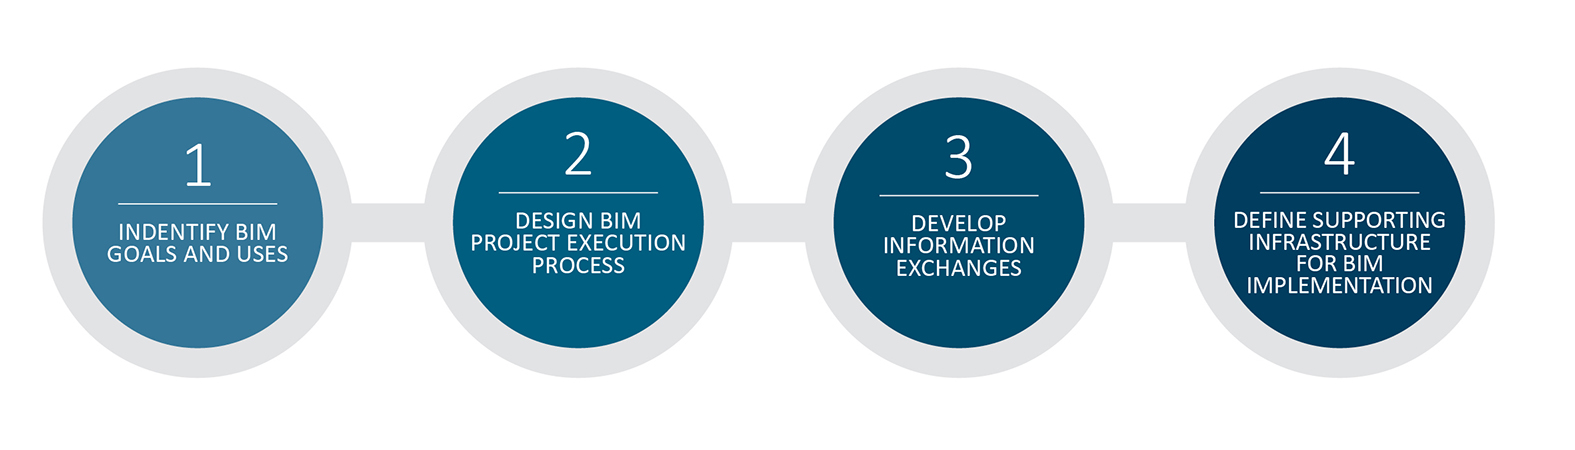 1
INDENTIFY BIM
GOALS AND USES
2
DESIGN BIM
PROJECT EXECUTION
PROCESS
3
DEVELOP
INFORMATION
EXCHANGES
4
DEFINE SUPPORTING
INFRASTRUCTURE
FOR BIM
IMPLEMENTATION